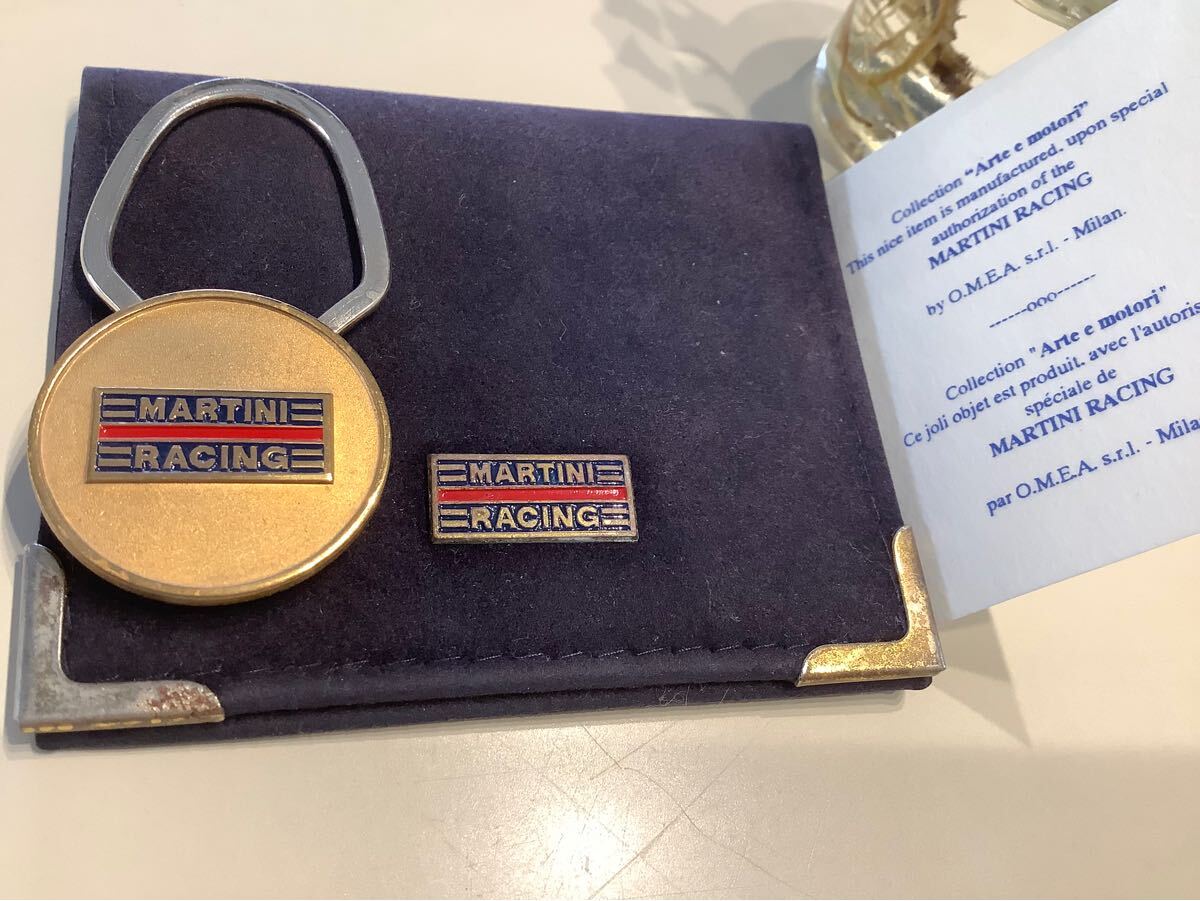 MARTINI
RACING
MARTINI
RACING
Collection "Arte e motori"
This nice item is manufactured, upon special
authorization of the
MARTINI RACING
by O.M.E.A. s.r.l. - Milan.
------ooo------
Collection "Arte e motori"
Ce joli objet est produit, avec l'autoris
spéciale de
MARTINI RACING
par O.M.E.A. s.r.l. - Mila